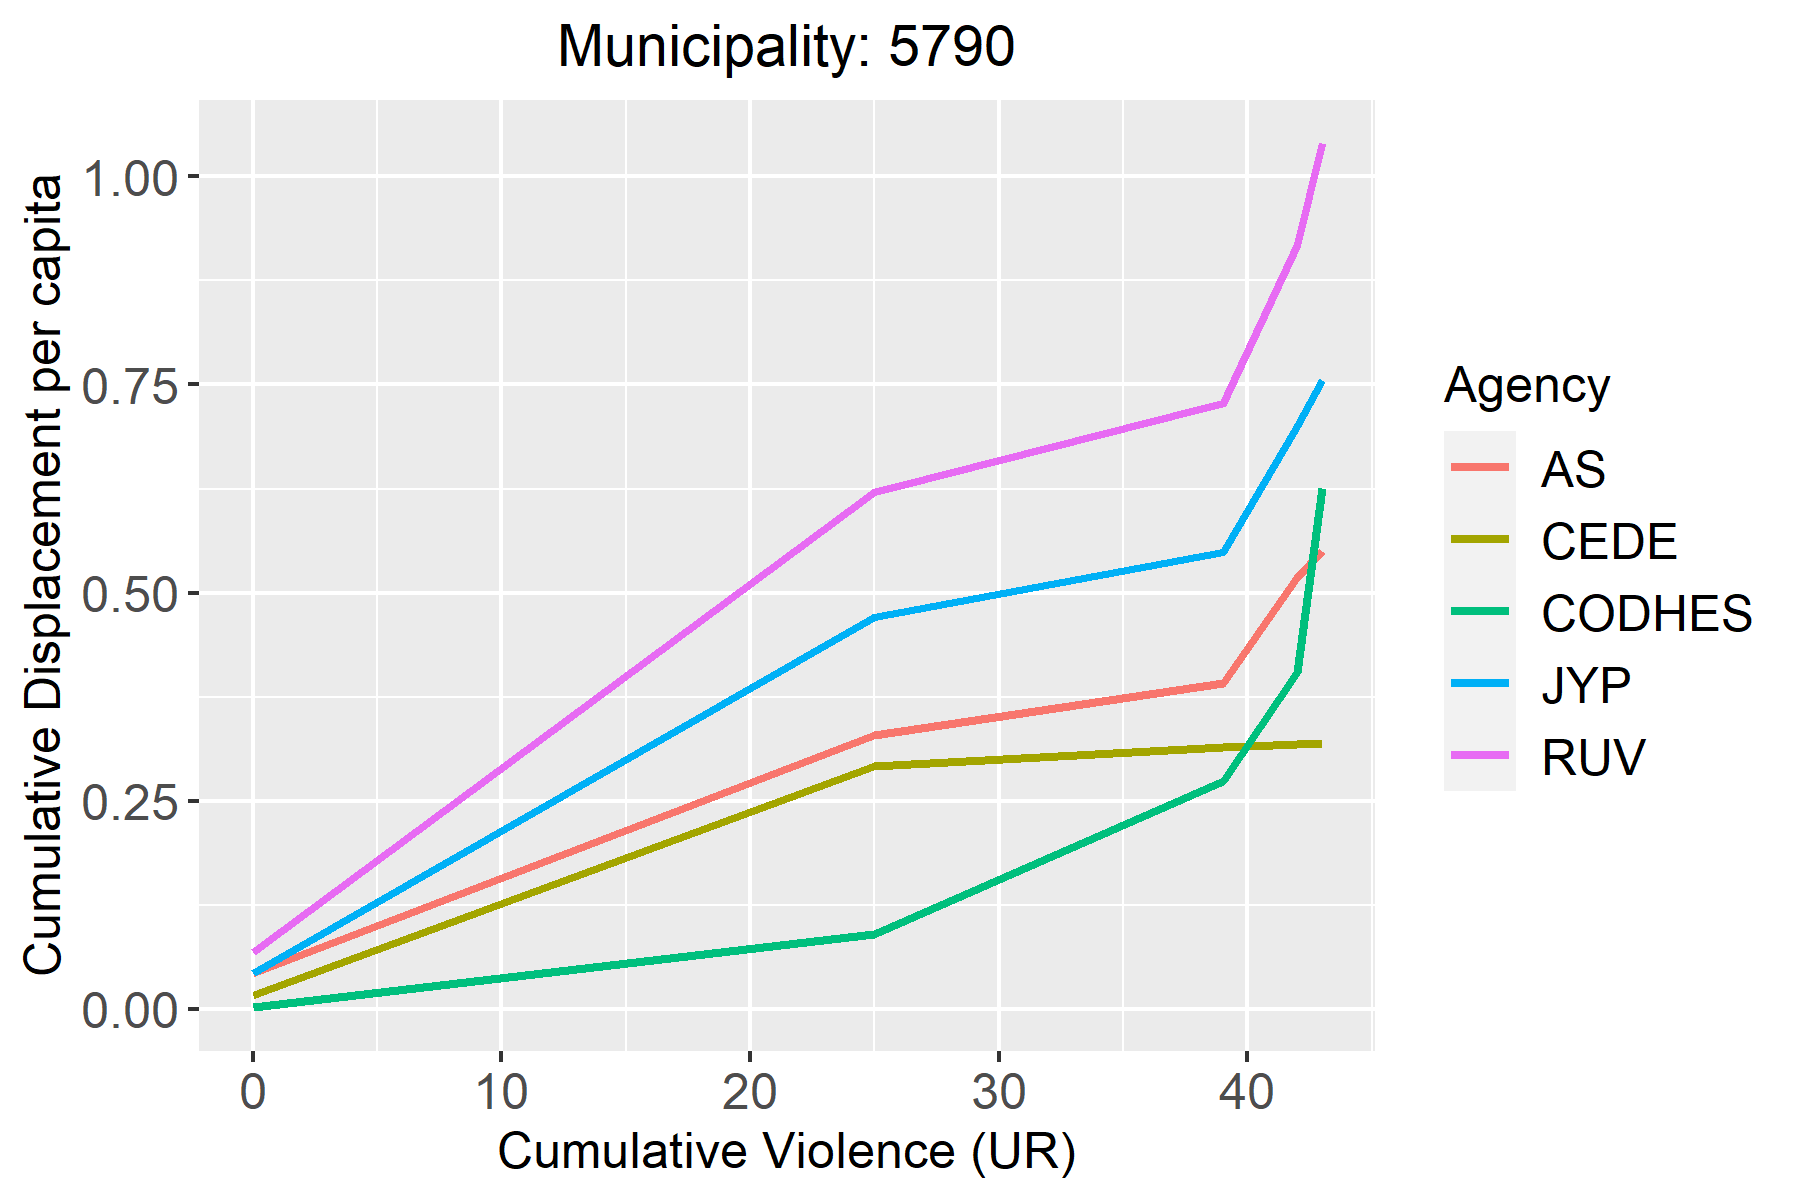 Municipality: 5790
Cumulative Displacement per capita
1.00
0.75
0.50
0.25
0.00
0
10
20
30
40
Cumulative Violence (UR)
Agency
AS
CEDE
CODHES
JYP
RUV